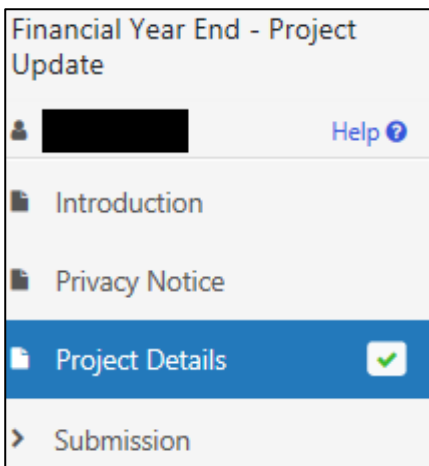 Financial Year End - Project
Update
Help
Introduction
Privacy Notice
Project Details
Submission